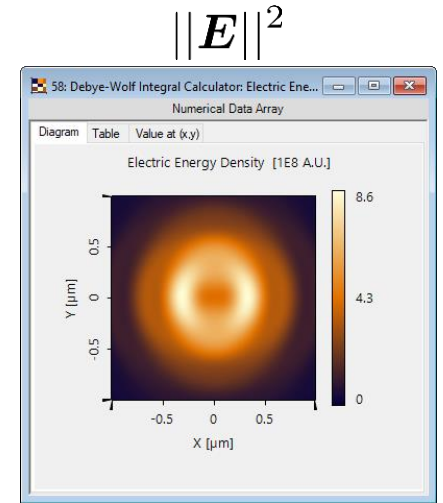 ||E||²
58: Debye-Wolf Integral Calculator: Electric Ene...
Numerical Data Array
Diagram Table Value at (x,y)
Electric Energy Density [1E8 A.U.]
8.6
0.5
Y [µm]
0
4.3
-0.5
0
-0.5 0 0.5
X [µm]